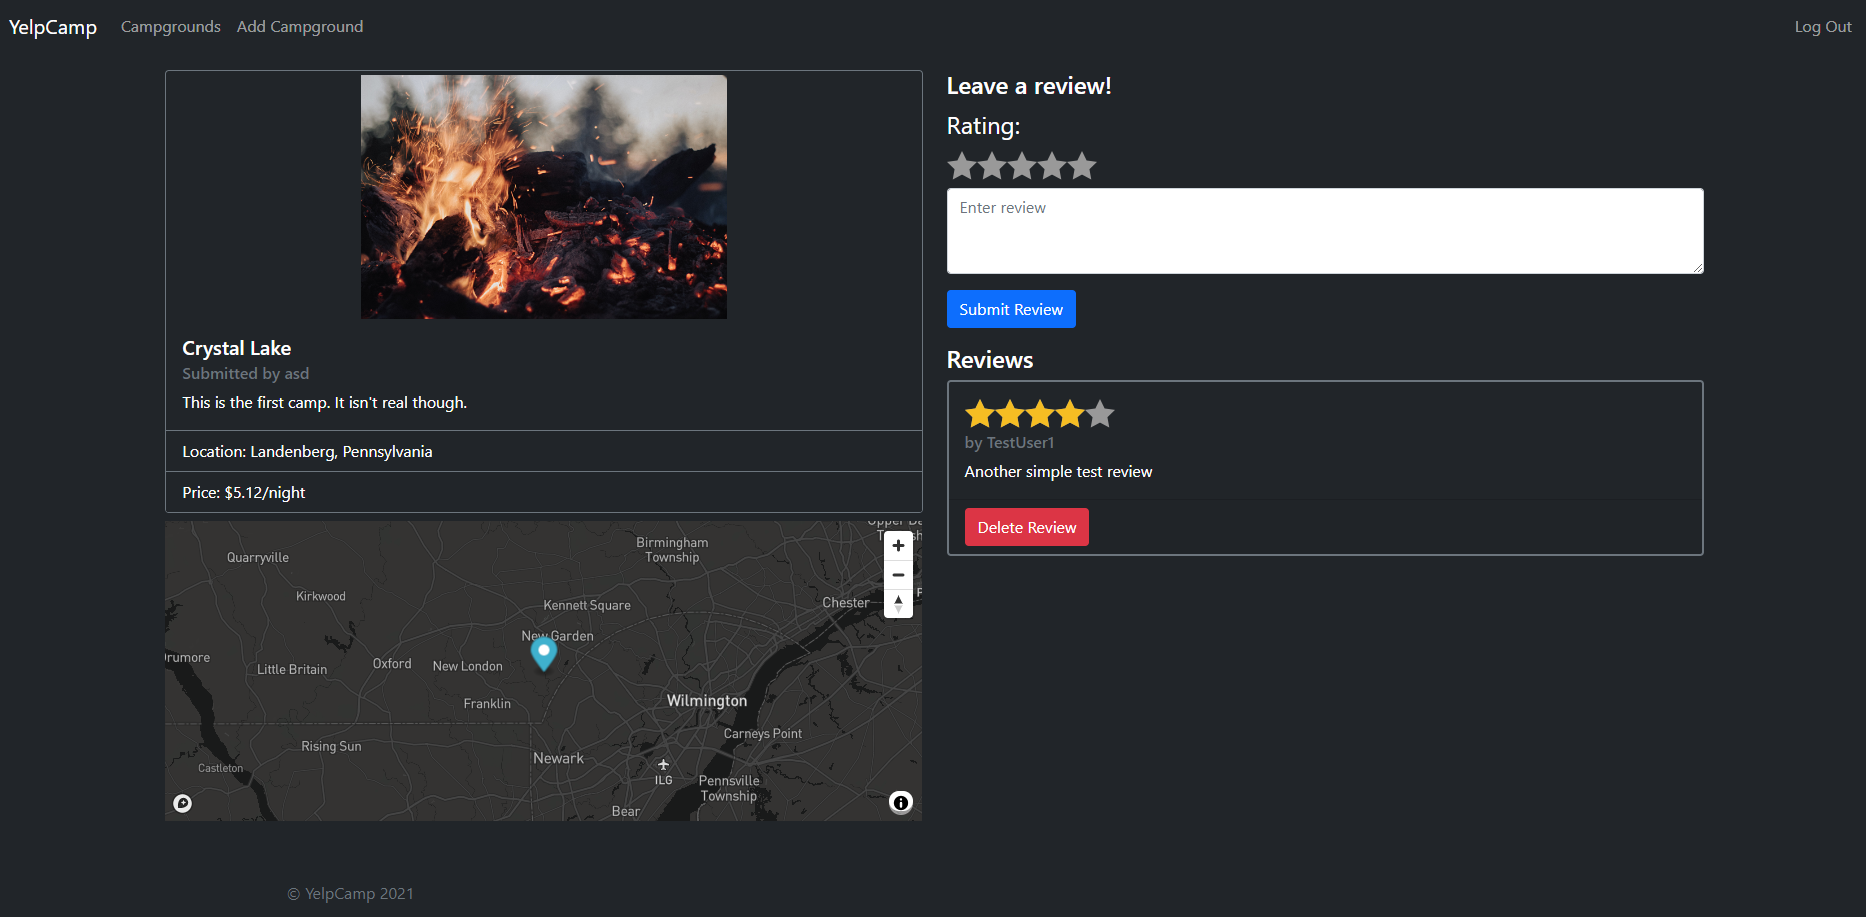 YelpCamp
Campgrounds
Add Campground
Log Out
Crystal Lake
Submitted by asd
This is the first camp. It isn't real though.
Location: Landenberg, Pennsylvania
Price: $5.12/night
Quarryville
Birmingham
Township
Kirkwood
Kennett Square
Chester
New Garden
Little Britain
Oxford
New London
Franklin
Wilmington
Carneys Point
Rising Sun
Newark
Castleton
ILG
Pennsville
Township
Bear
Leave a review!
Rating:
Enter review
Submit Review
Reviews
by TestUser1
Another simple test review
Delete Review
© YelpCamp 2021